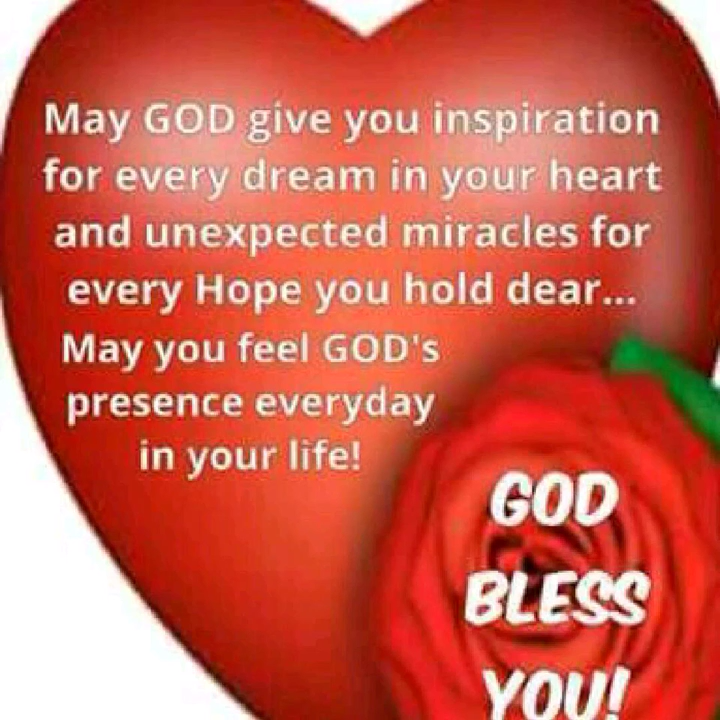 May GOD give you inspiration
for every dream in your heart
and unexpected miracles for
every Hope you hold dear...
May you feel GOD's
presence everyday
in your life!
GOD
BLESS
YOU!